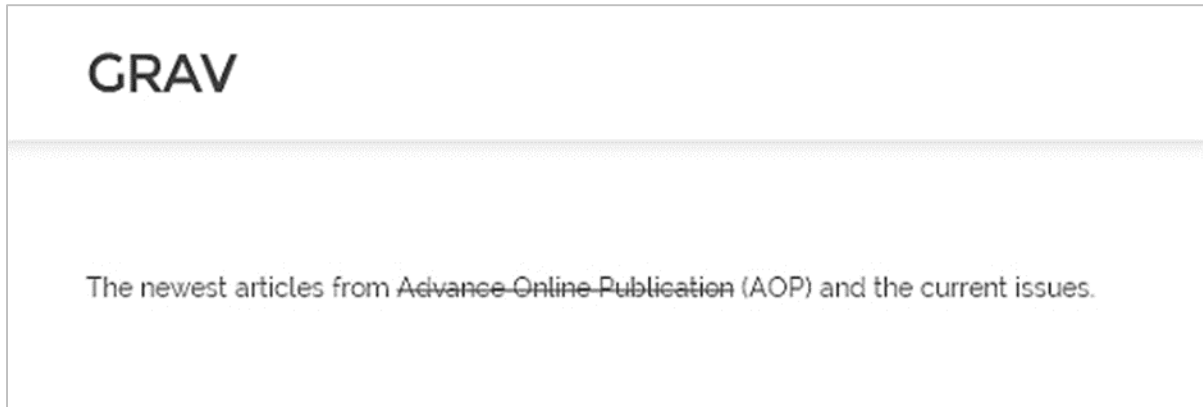 GRAV
The newest articles from Advance Online Publication (AOP) and the current issues.